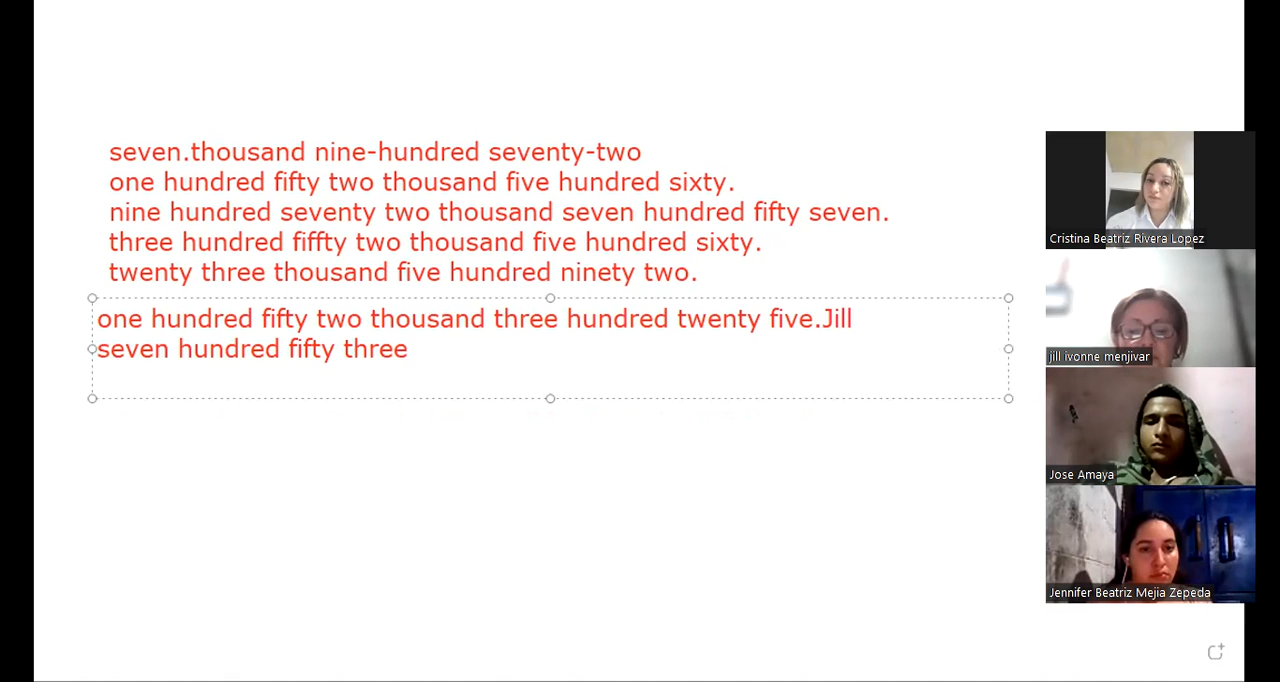 seven.thousand nine-hundred seventy-two
one hundred fifty two thousand five hundred sixty.
nine hundred seventy two thousand seven hundred fifty seven.
three hundred fiffty two thousand five hundred sixty.
twenty three thousand five hundred ninety two.
one hundred fifty two thousand three hundred twenty five.Jill
seven hundred fifty three
Cristina Beatriz Rivera Lopez
jill ivonne menjivar
Jose Amaya
Jennifer Beatriz Mejia Zepeda